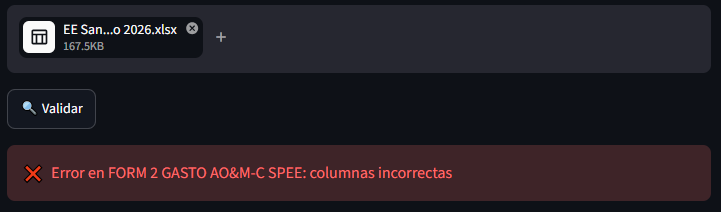 EE San...o 2026.xlsx
167.5KB
Validar
Error en FORM 2 GASTO AO&M-C SPEE: columnas incorrectas